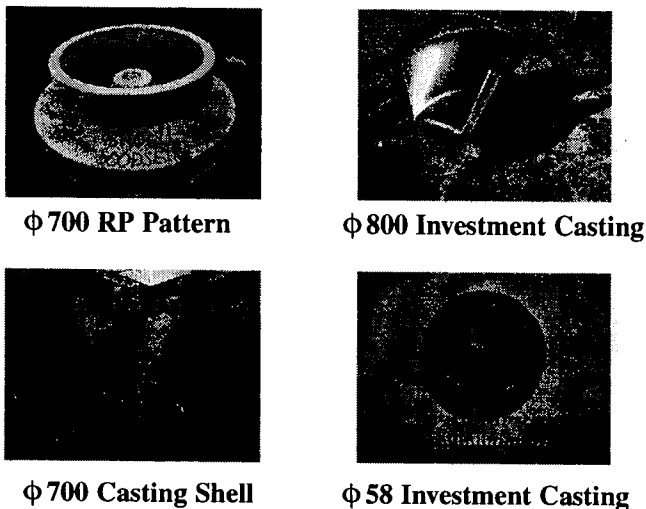 ϕ700 RP Pattern
ϕ800 Investment Casting
ϕ700 Casting Shell
ϕ58 Investment Casting